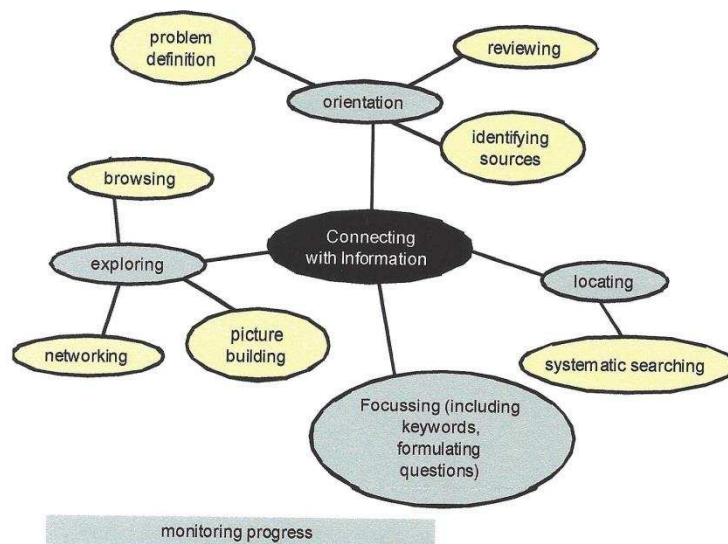 problem
definition
reviewing
orientation
identifying
sources
browsing
Connecting
with Information
exploring
locating
networking
picture
building
systematic searching
Focussing (including
keywords,
formulating
questions)
monitoring progress